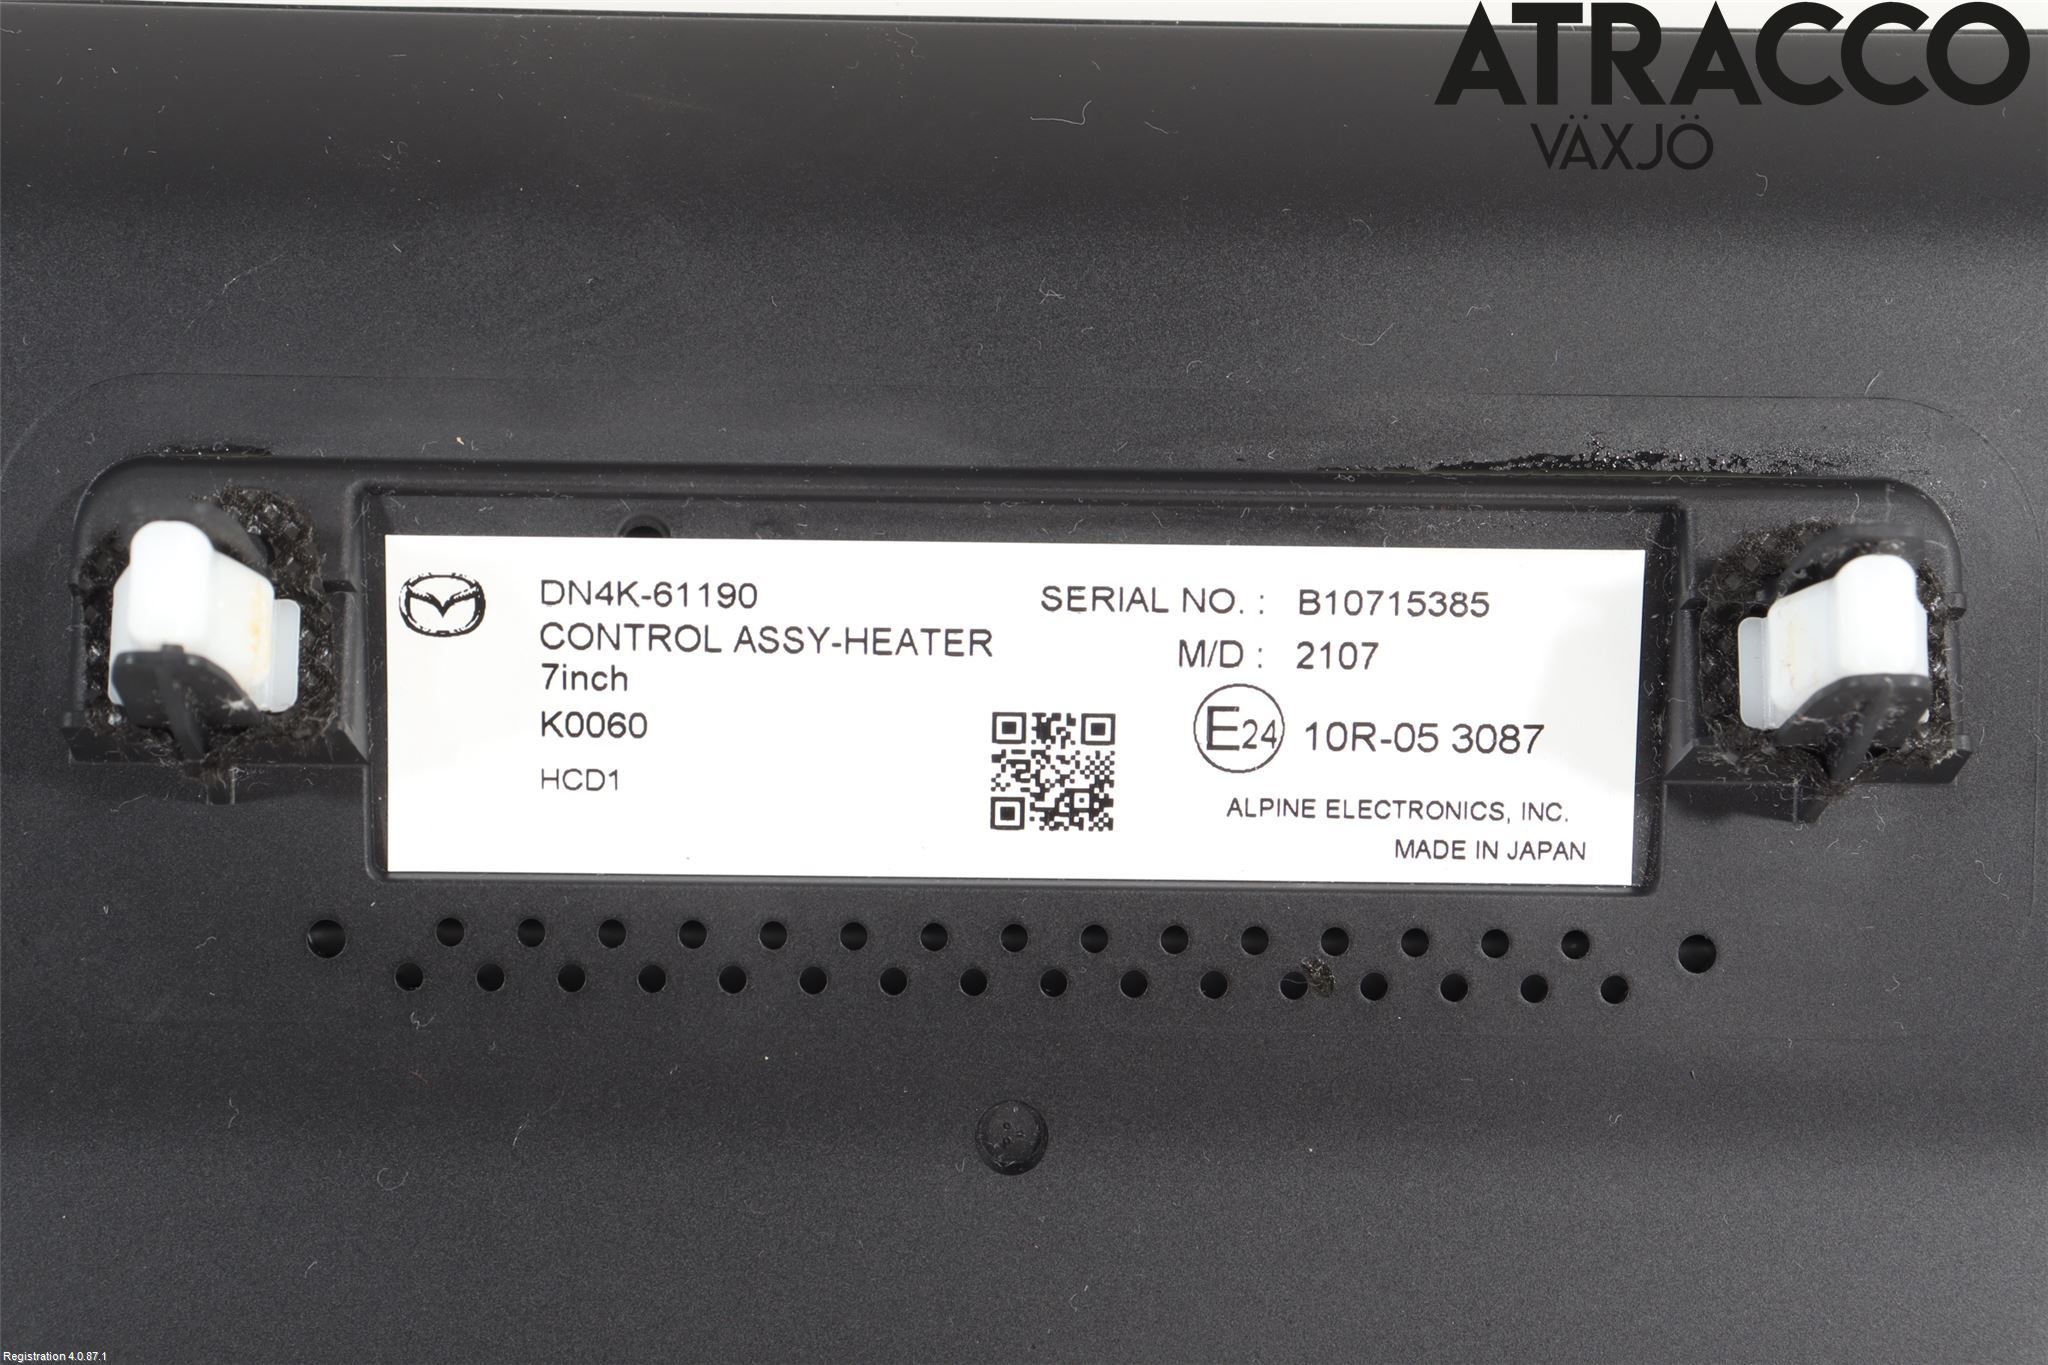 ATRACCO
VÄXJÖ
DN4K-61190
CONTROL ASSY-HEATER
7inch
K0060
HCD1
SERIAL NO. : B10715385
M/D : 2107
E24 10R-05 3087
ALPINE ELECTRONICS, INC.
MADE IN JAPAN
Registration 4.0.87.1